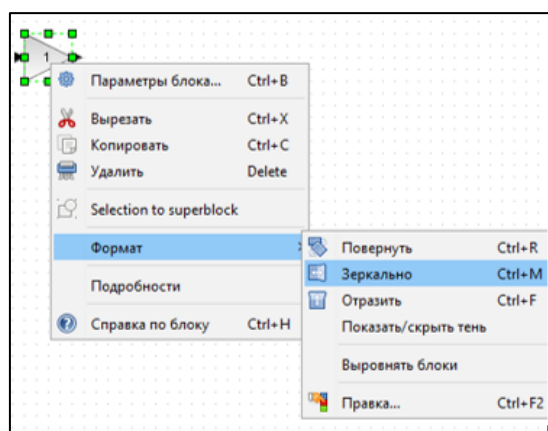 1
Параметры блока... Ctrl+B
Вырезать Ctrl+X
Копировать Ctrl+C
Удалить Delete
Selection to superblock
Формат
Подробности
Справка по блоку Ctrl+H
Повернуть Ctrl+R
Зеркально Ctrl+M
Отразить Ctrl+F
Показать/скрыть тень
Выровнять блоки
Правка... Ctrl+F2